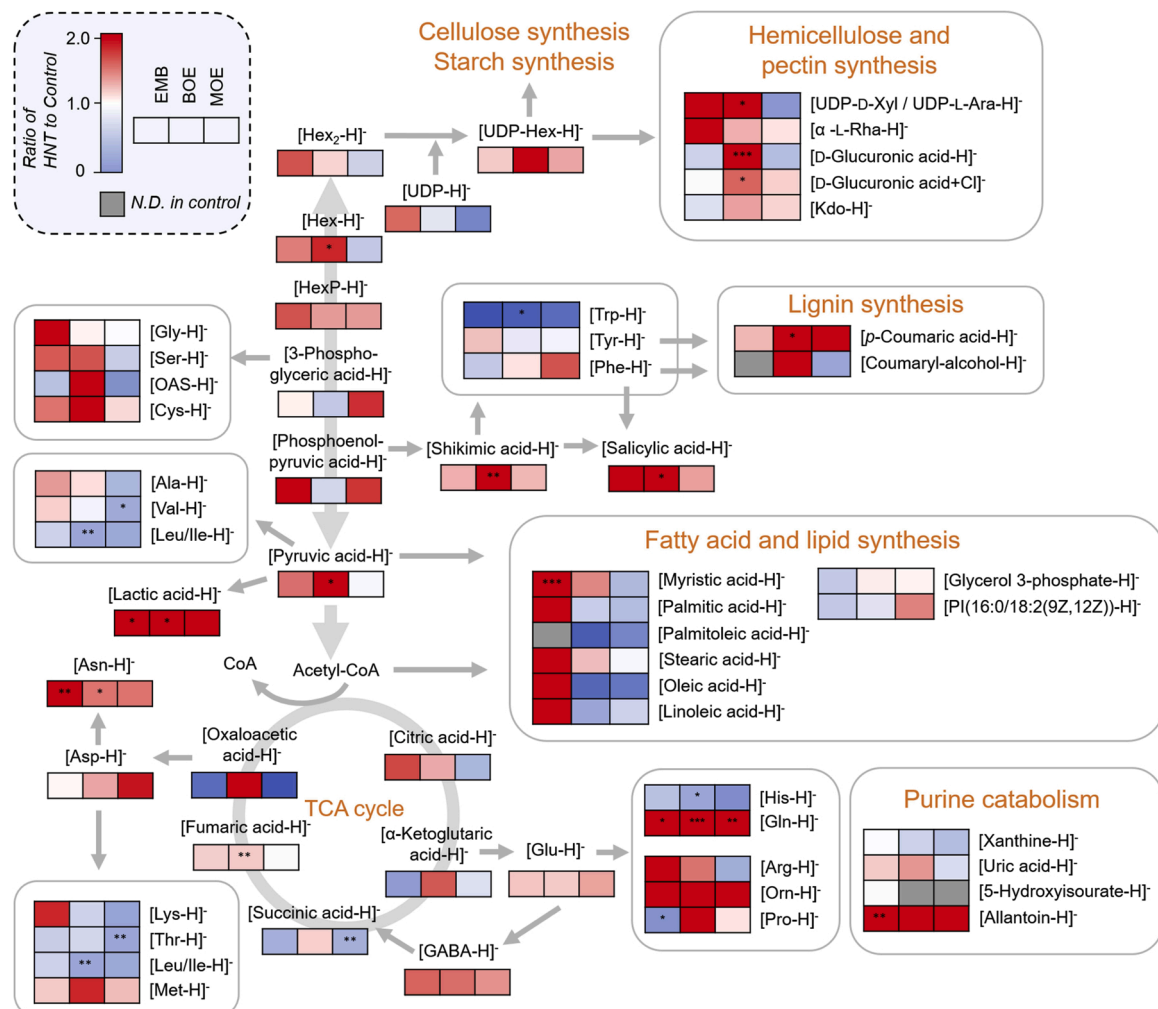 2.0
1.0
0
Ratio of
HNT to Control
EMB
BOE
MOE
N.D. in control
Cellulose synthesis
Starch synthesis
Hemicellulose and
pectin synthesis
[UDP-D-Xyl / UDP-L-Ara-H]-
[α -L-Rha-H]-
[D-Glucuronic acid-H]-
[D-Glucuronic acid+Cl]-
[Kdo-H]-
*
***
*
[Hex₂-H]-
[UDP-Hex-H]-
[UDP-H]-
[Hex-H]-
*
[HexP-H]-
[3-Phospho-
glyceric acid-H]-
[Gly-H]-
[Ser-H]-
[OAS-H]-
[Cys-H]-
[Trp-H]-
*
[Tyr-H]-
[Phe-H]-
Lignin synthesis
[p-Coumaric acid-H]-
*
[Coumaryl-alcohol-H]-
[Phosphoenol-
pyruvic acid-H]-
[Shikimic acid-H]-
**
[Salicylic acid-H]-
*
[Ala-H]-
[Val-H]-
*
[Leu/Ile-H]-
**
[Pyruvic acid-H]-
*
[Lactic acid-H]-
* *
Fatty acid and lipid synthesis
[Myristic acid-H]-
***
[Palmitic acid-H]-
[Palmitoleic acid-H]-
[Stearic acid-H]-
[Oleic acid-H]-
[Linoleic acid-H]-
[Glycerol 3-phosphate-H]-
[PI(16:0/18:2(9Z,12Z))-H]-
CoA
Acetyl-CoA
[Asn-H]-
** *
[Asp-H]-
[Oxaloacetic
acid-H]-
[Citric acid-H]-
TCA cycle
[Fumaric acid-H]-
**
[α-Ketoglutaric
acid-H]-
[Glu-H]-
[Succinic acid-H]-
**
[GABA-H]-
[His-H]-
*
[Gln-H]-
* *** **
[Arg-H]-
[Orn-H]-
[Pro-H]-
*
Purine catabolism
[Xanthine-H]-
[Uric acid-H]-
[5-Hydroxyisourate-H]-
[Allantoin-H]-
**
[Lys-H]-
[Thr-H]-
**
[Leu/Ile-H]-
**
[Met-H]-